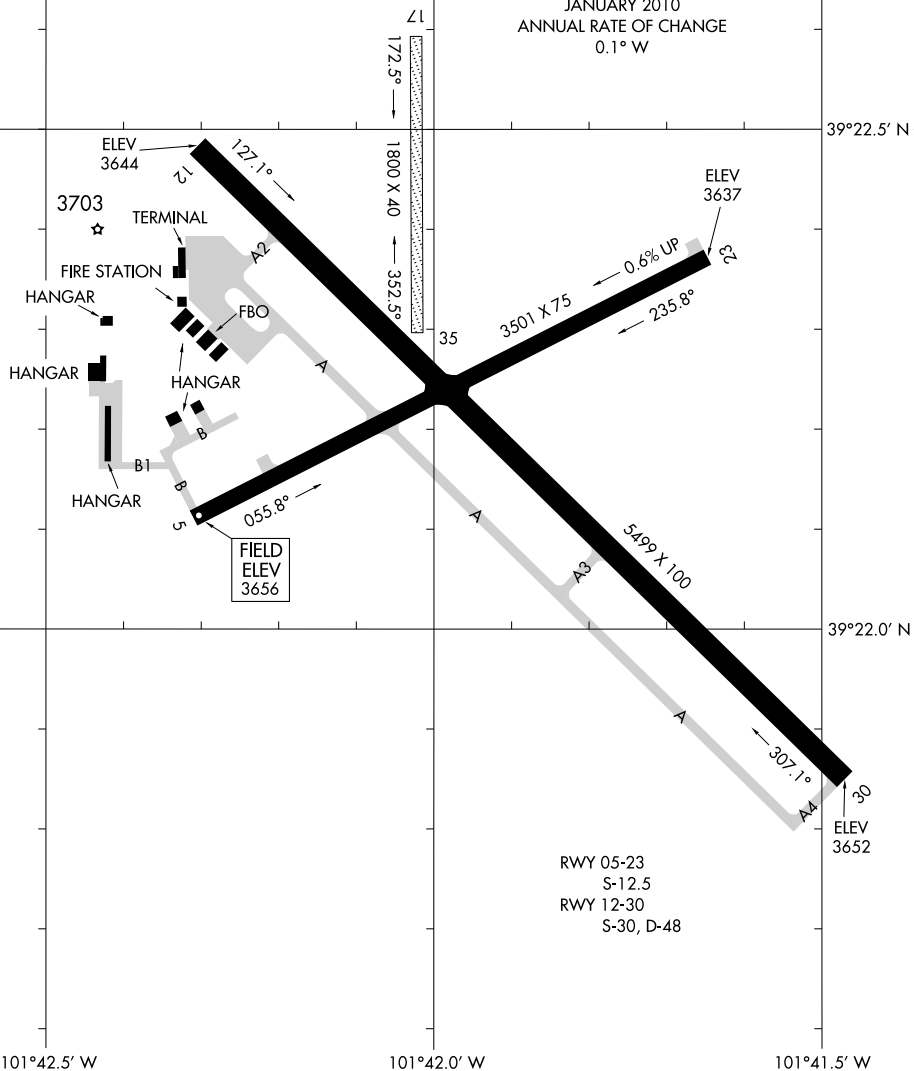 JANUARY 2010
ANNUAL RATE OF CHANGE
0.1° W
17
172.5°
1800 X 40
352.5°
35
39°22.5' N
ELEV
3644
127.1°
12
ELEV
3637
3703
TERMINAL
A2
23
0.6% UP
FIRE STATION
HANGAR
FBO
3501 X 75
235.8°
A
HANGAR
HANGAR
B
B1
B
HANGAR
055.8°
5
A
FIELD
ELEV
3656
5499 X 100
A3
39°22.0' N
A
307.1°
30
A4
ELEV
3652
RWY 05-23
S-12.5
RWY 12-30
S-30, D-48
101°42.5' W
101°42.0' W
101°41.5' W